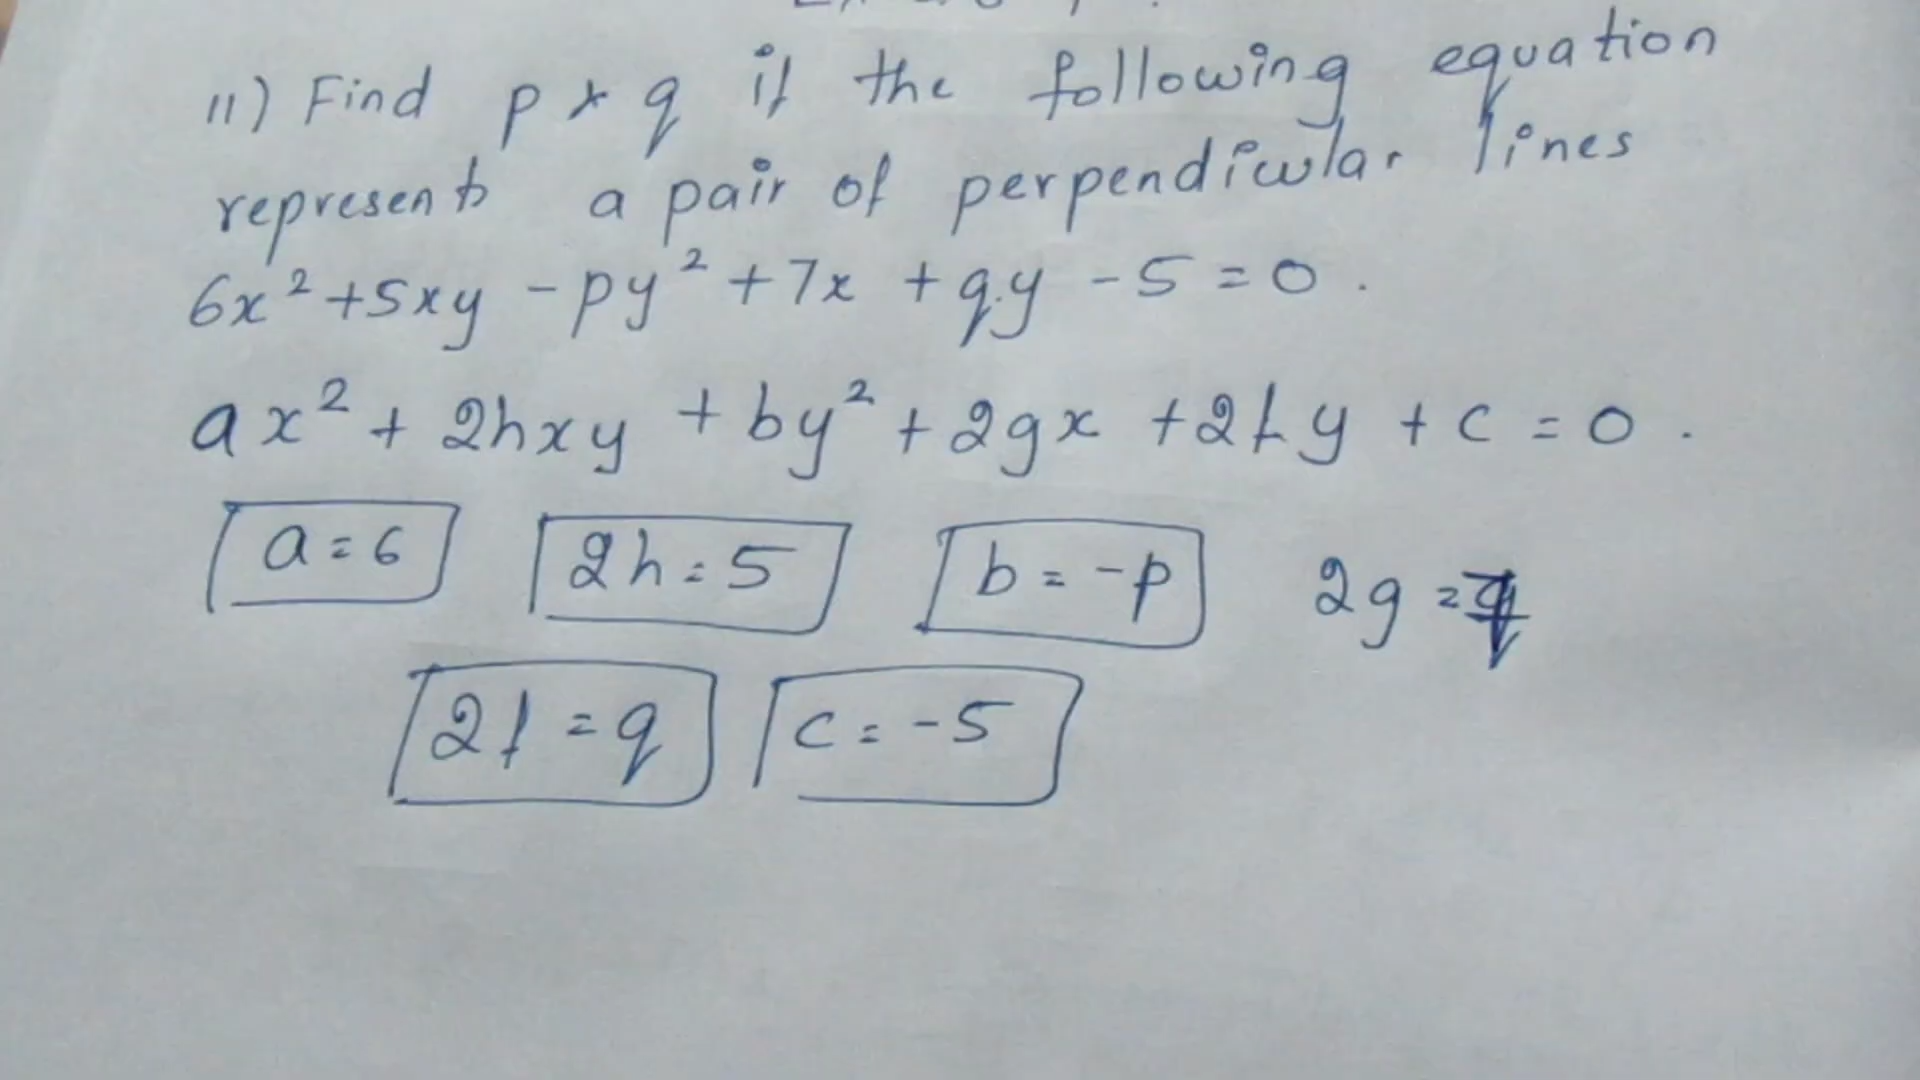 11) Find p & q if the following equation
represents a pair of perpendicular lines
6x² + 5xy - py² + 7x + qy - 5 = 0.
ax² + 2hxy + by² + 2gx + 2fy + c = 0.
a = 6 2h = 5 b = -p 2g =
2f = q c = -5